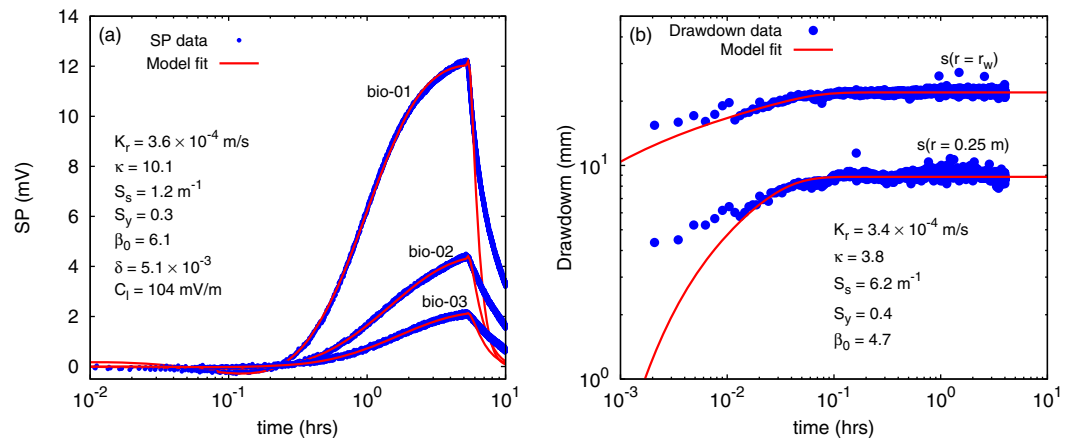 (a)
SP data
Model fit
14
12
10
8
6
4
2
0
SP (mV)
bio-01
bio-02
bio-03
K_r = 3.6 × 10^-4 m/s
κ = 10.1
S_s = 1.2 m^-1
S_y = 0.3
β_0 = 6.1
δ = 5.1 × 10^-3
C_l = 104 mV/m
10^-2 10^-1 10^0 10^1
time (hrs)
(b)
Drawdown data
Model fit
s(r = r_w)
s(r = 0.25 m)
10^1
10^0
Drawdowm (mm)
K_r = 3.4 × 10^-4 m/s
κ = 3.8
S_s = 6.2 m^-1
S_y = 0.4
β_0 = 4.7
10^-3 10^-2 10^-1 10^0 10^1
time (hrs)